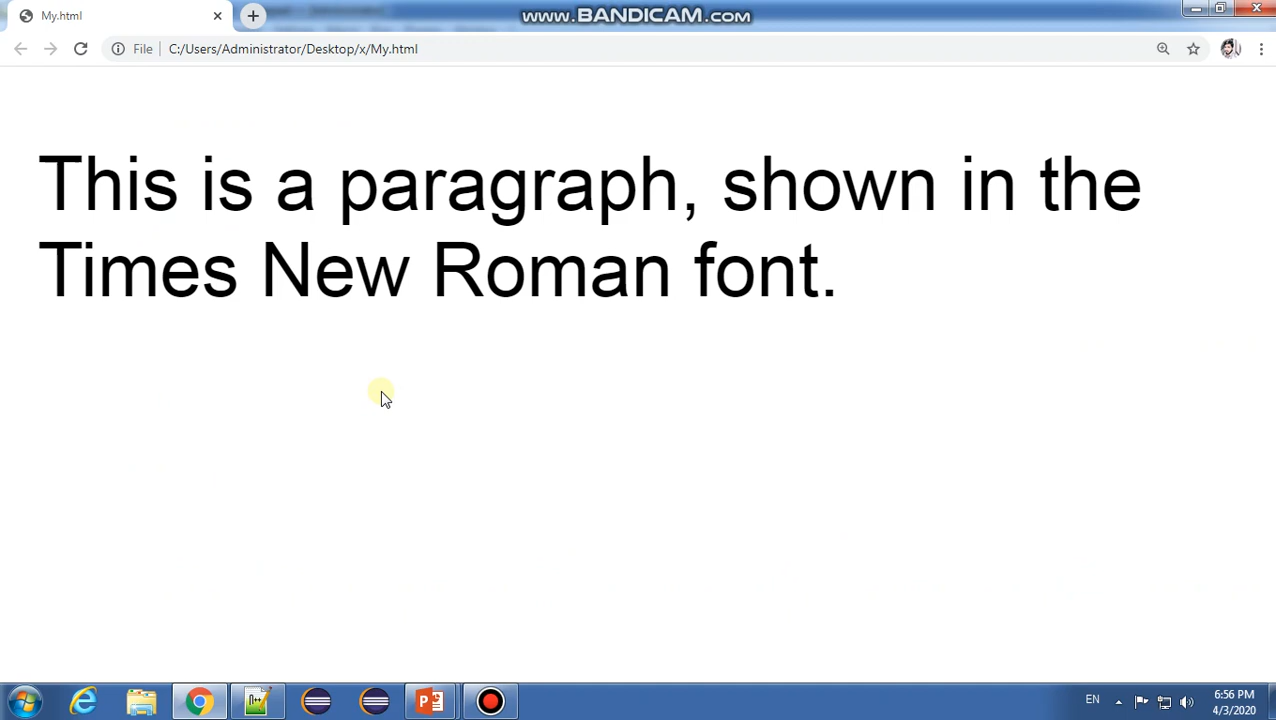 My.html
www.BANDICAM.com
File C:/Users/Administrator/Desktop/x/My.html
This is a paragraph, shown in the
Times New Roman font.
EN
6:56 PM
4/3/2020